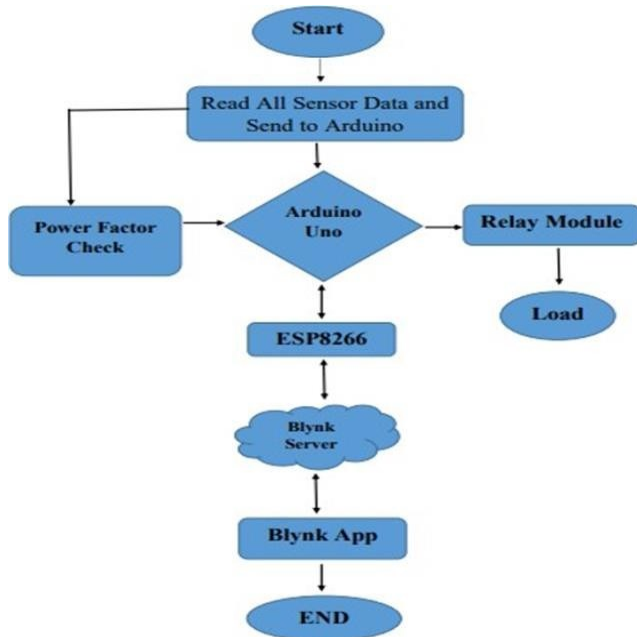 Start
Read All Sensor Data and
Send to Arduino
Power Factor
Check
Arduino
Uno
Relay Module
Load
ESP8266
Blynk
Server
Blynk App
END